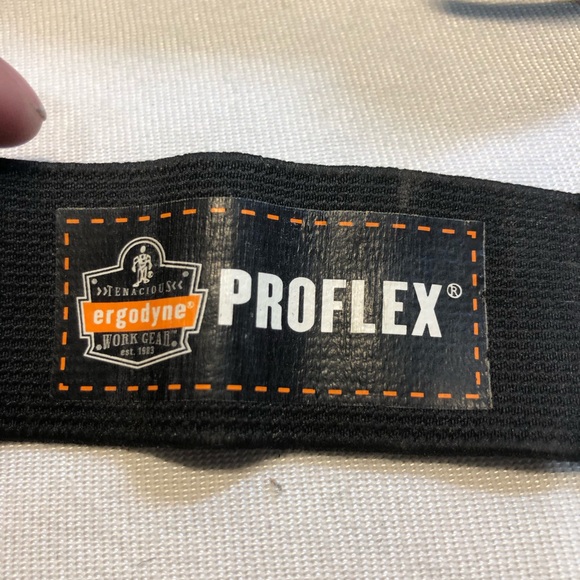 »TENACIOUS«
ergodyne®
WORK GEAR
est. 1983
PROFLEX®